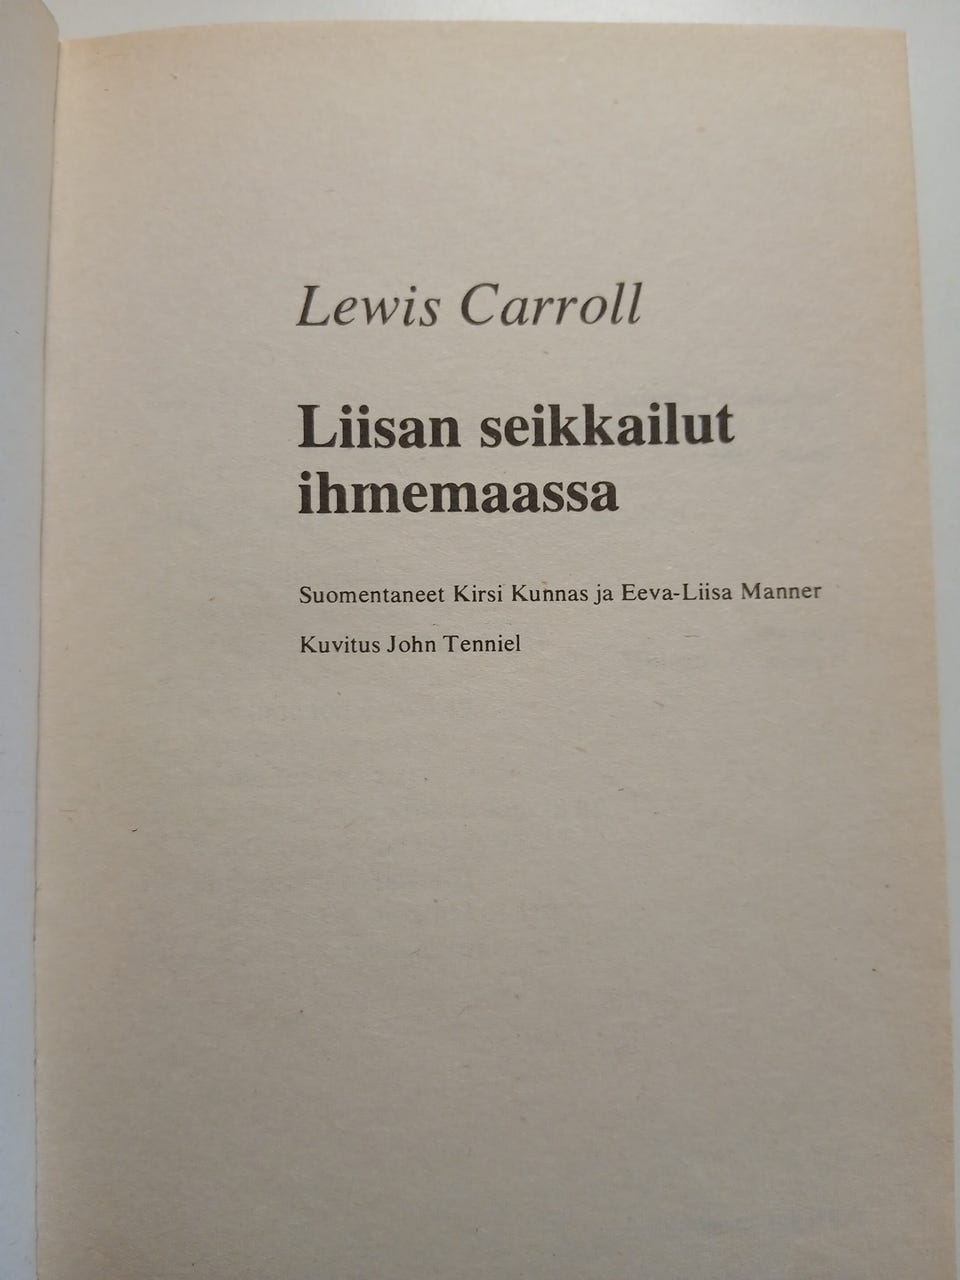 Lewis Carroll
Liisan seikkailut
ihmemaassa
Suomentaneet Kirsi Kunnas ja Eeva-Liisa Manner
Kuvitus John Tenniel